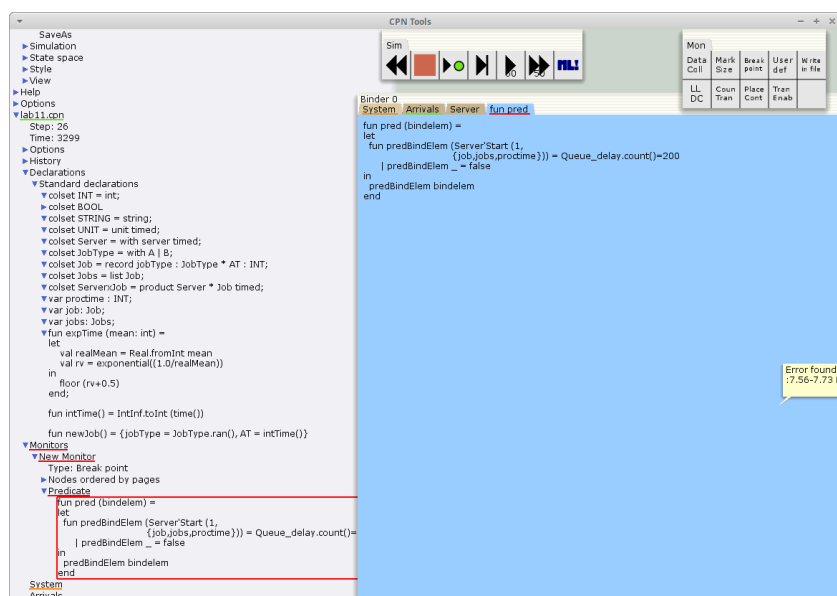 CPN Tools
SaveAs
Simulation
State space
Style
View
Help
Options
lab11.cpn
Step: 26
Time: 3299
Options
History
Declarations
Standard declarations
colset INT = int;
colset BOOL
colset STRING = string;
colset UNIT = unit timed;
colset Server = with server timed;
colset JobType = with A | B;
colset Job = record jobType : JobType * AT : INT;
colset Jobs = list Job;
colset ServerxJob = product Server * Job timed;
var proctime : INT;
var job: Job;
var jobs: Jobs;
fun expTime (mean: int) =
let
val realMean = Real.fromInt mean
val rv = exponential((1.0/realMean))
in
floor (rv+0.5)
end;
fun intTime() = IntInf.toInt (time())
fun newJob() = {jobType = JobType.ran(), AT = intTime()}
Monitors
New Monitor
Type: Break point
Nodes ordered by pages
Predicate
fun pred (bindelem) =
let
fun predBindElem (Server'Start (1,
{job,jobs,proctime})) = Queue_delay.count()=
| predBindElem _ = false
in
predBindElem bindelem
end
System
Arrivals
Sim
50
ML!
Mon
Data Coll
Mark Size
Break point
User def
Write in file
LL DC
Coun Tran
Place Cont
Tran Enab
Binder 0
System Arrivals Server fun pred
fun pred (bindelem) =
let
fun predBindElem (Server'Start (1,
{job,jobs,proctime})) = Queue_delay.count()=200
| predBindElem _ = false
in
predBindElem bindelem
end
Error found
:7.56-7.73